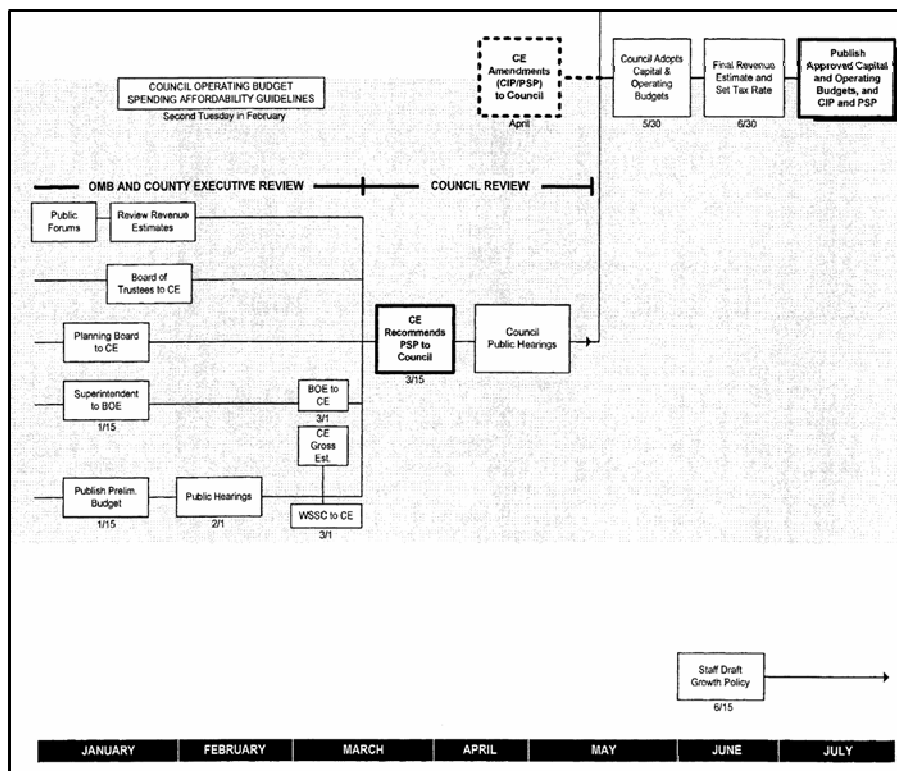 CE
Amendments
(CIP/PSP)
to Council
April
Council Adopts
Capital &
Operating
Budgets
5/30
Final Revenue
Estimate and
Set Tax Rate
6/30
Publish
Approved Capital
and Operating
Budgets, and
CIP and PSP
COUNCIL OPERATING BUDGET
SPENDING AFFORDABILITY GUIDELINES
Second Tuesday in February
OMB AND COUNTY EXECUTIVE REVIEW
COUNCIL REVIEW
Public
Forums
Review Revenue
Estimates
Board of
Trustees to CE
Planning Board
to CE
CE
Recommends
PSP to
Council
3/15
Council
Public Hearings
Superintendent
to BOE
1/15
BOE to
CE
3/1
CE
Gross
Est.
Publish Prelim.
Budget
1/15
Public Hearings
2/1
WSSC to CE
3/1
Staff Draft
Growth Policy
6/15
JANUARY
FEBRUARY
MARCH
APRIL
MAY
JUNE
JULY